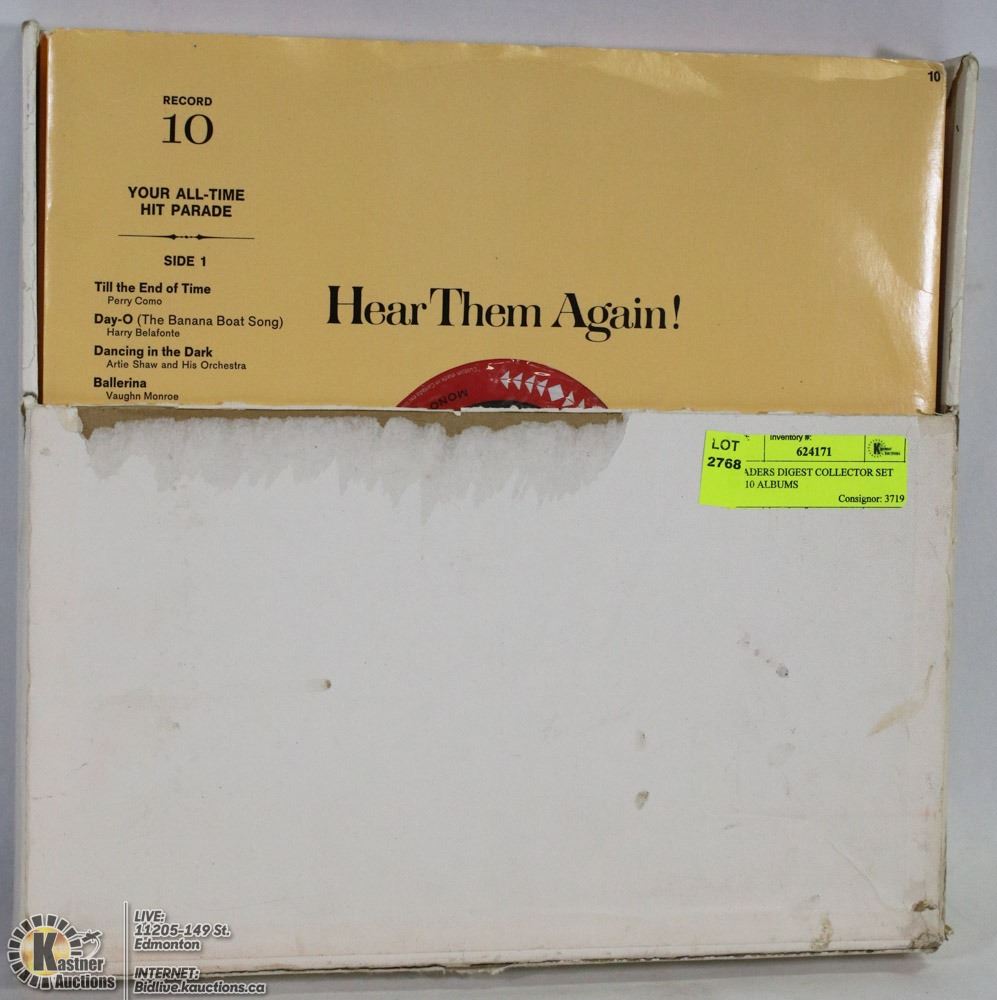 10
RECORD
10
YOUR ALL-TIME
HIT PARADE
SIDE 1
Till the End of Time
Perry Como
Day-O (The Banana Boat Song)
Harry Belafonte
Dancing in the Dark
Artie Shaw and His Orchestra
Ballerina
Vaughn Monroe
Hear Them Again!
MONO
LOT
2768
Inventory #:
624171
Kastner
Auctions
ADERS DIGEST COLLECTOR SET
10 ALBUMS
Consignor: 3719
Kastner
Auctions
LIVE:
11205-149 St.
Edmonton
INTERNET:
Bidlive.kauctions.ca